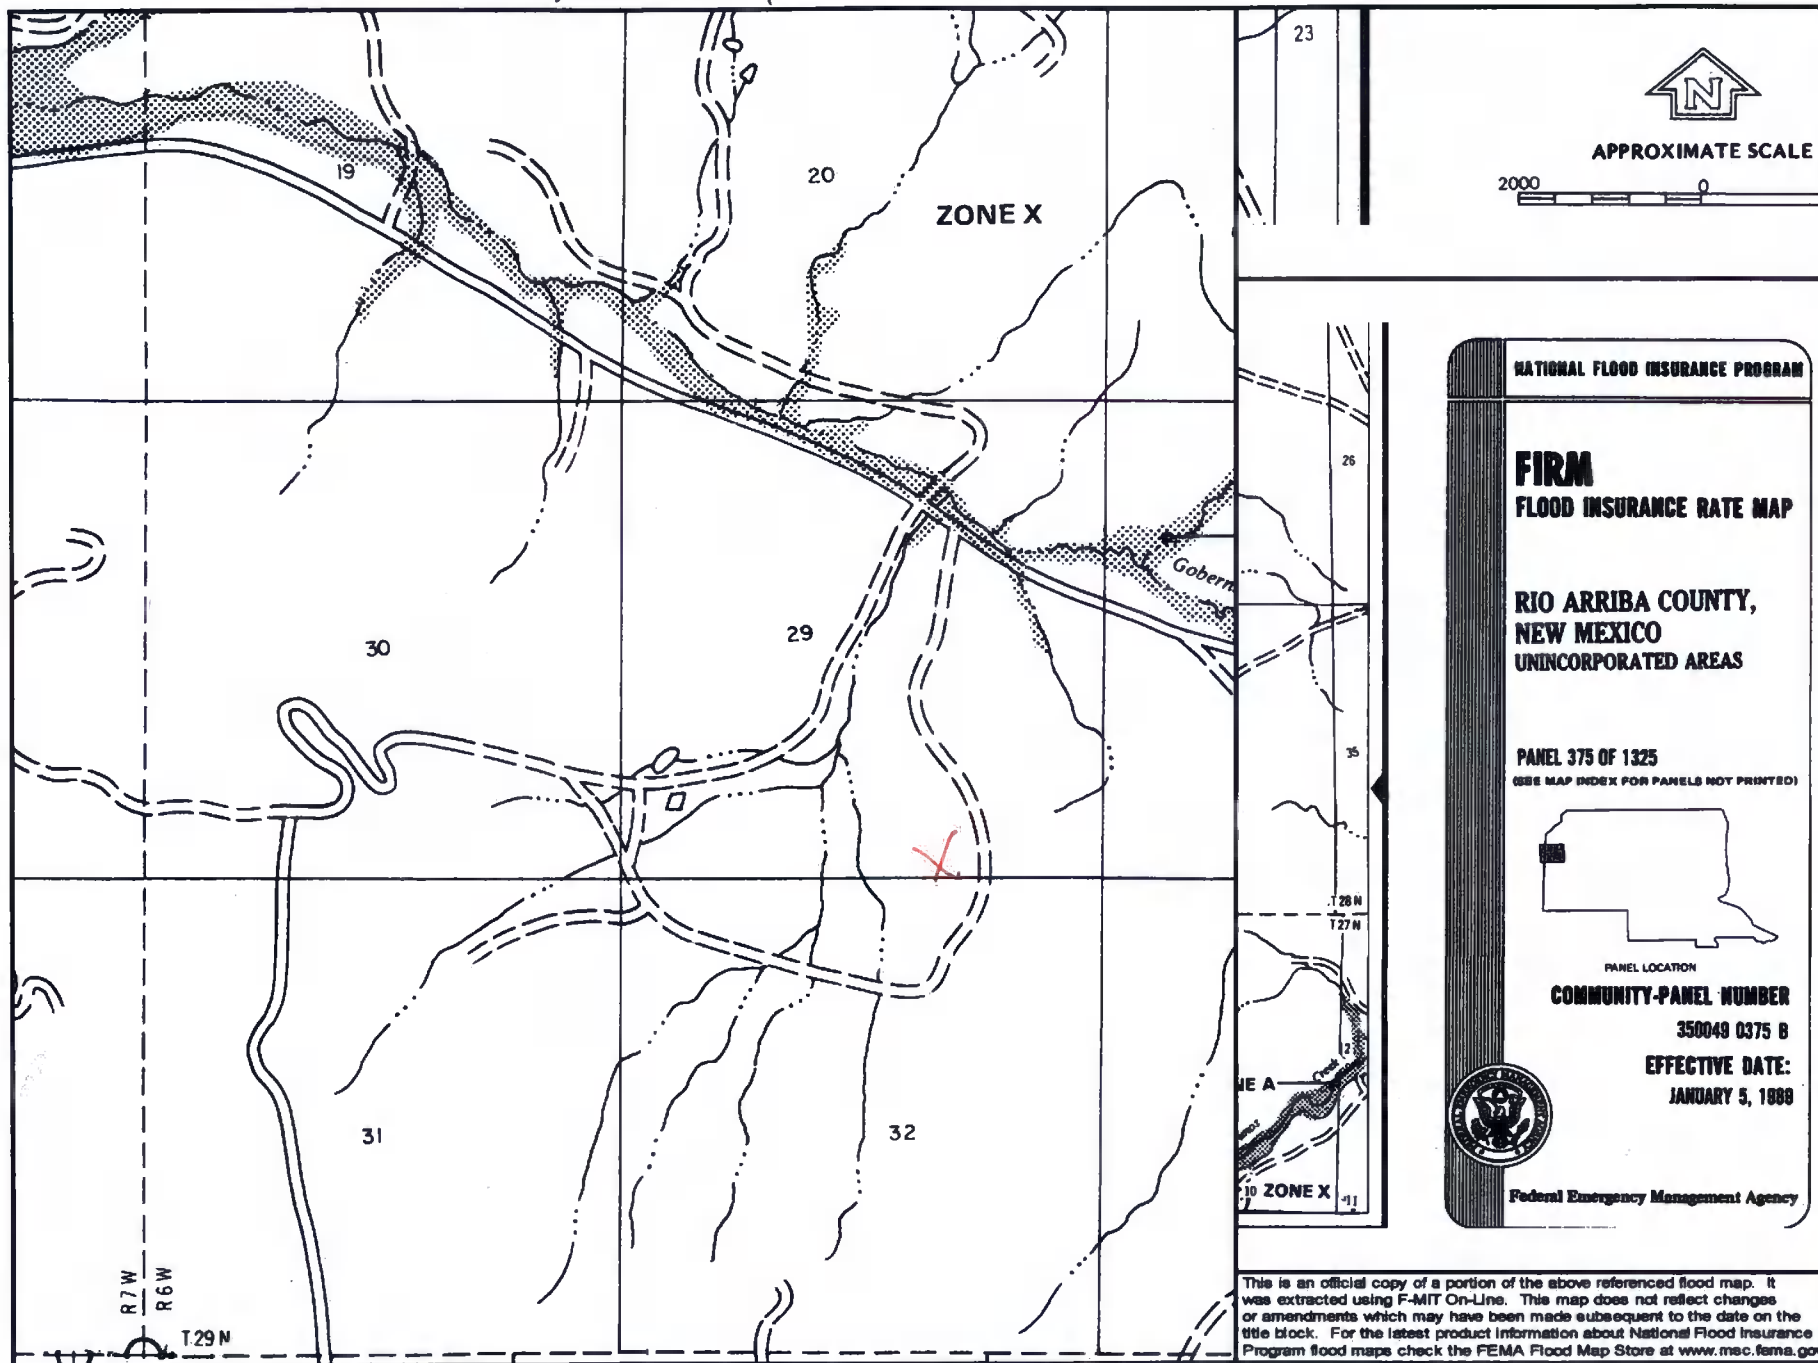 19
20
ZONE X
30
29
31
32
Gobern
R7W
R6W
T.29 N
23
26
35
T28N
T27N
12
Creek
NE A
10 ZONE X
11
N
APPROXIMATE SCALE
2000 0
NATIONAL FLOOD INSURANCE PROGRAM
FIRM
FLOOD INSURANCE RATE MAP
RIO ARRIBA COUNTY,
NEW MEXICO
UNINCORPORATED AREAS
PANEL 375 OF 1325
(SEE MAP INDEX FOR PANELS NOT PRINTED)
PANEL LOCATION
COMMUNITY-PANEL NUMBER
350049 0375 B
EFFECTIVE DATE:
JANUARY 5, 1989
Federal Emergency Management Agency
This is an official copy of a portion of the above referenced flood map. It
was extracted using F-MIT On-Line. This map does not reflect changes
or amendments which may have been made subsequent to the date on the
title block. For the latest product information about National Flood Insurance
Program flood maps check the FEMA Flood Map Store at www.msc.fema.go